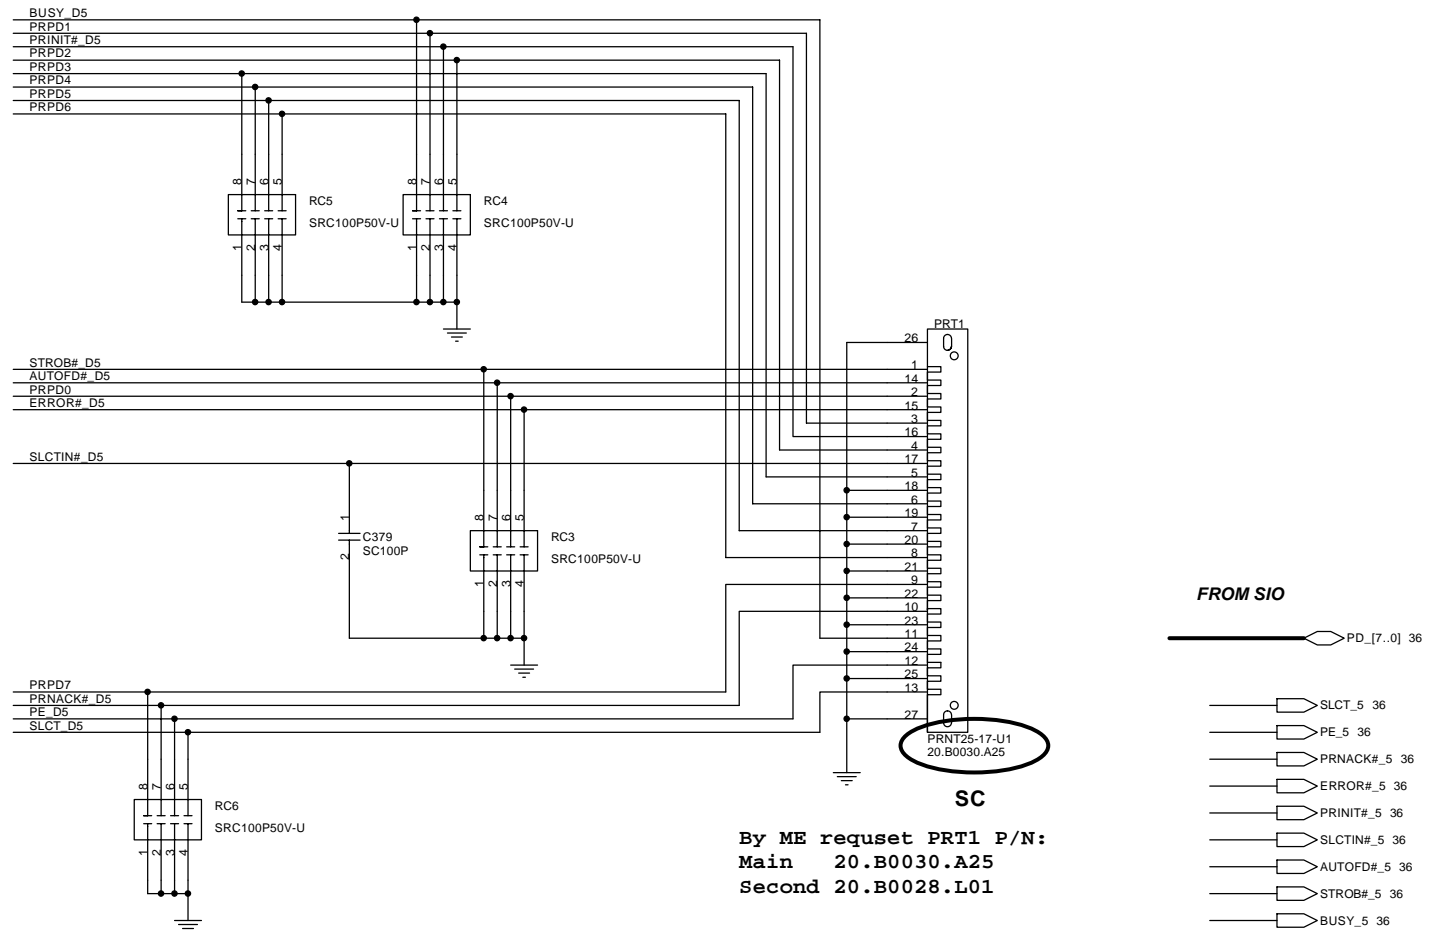 BUSY_D5
PRPD1
PRINIT#_D5
PRPD2
PRPD3
PRPD4
PRPD5
PRPD6
8 7 6 5
RC5
SRC100P50V-U
1 2 3 4
8 7 6 5
RC4
SRC100P50V-U
1 2 3 4
STROB#_D5
AUTOFD#_D5
PRPD0
ERROR#_D5
SLCTIN#_D5
1
C379
SC100P
2
8 7 6 5
RC3
SRC100P50V-U
1 2 3 4
PRPD7
PRNACK#_D5
PE_D5
SLCT_D5
8 7 6 5
RC6
SRC100P50V-U
1 2 3 4
PRT1
26
1
14
2
15
3
16
4
17
5
18
6
19
7
20
8
21
9
22
10
23
11
24
12
25
13
27
PRNT25-17-U1
20.B0030.A25
SC
By ME requset PRT1 P/N:
Main 20.B0030.A25
Second 20.B0028.L01
FROM SIO
PD_[7..0] 36
SLCT_5 36
PE_5 36
PRNACK#_5 36
ERROR#_5 36
PRINIT#_5 36
SLCTIN#_5 36
AUTOFD#_5 36
STROB#_5 36
BUSY_5 36